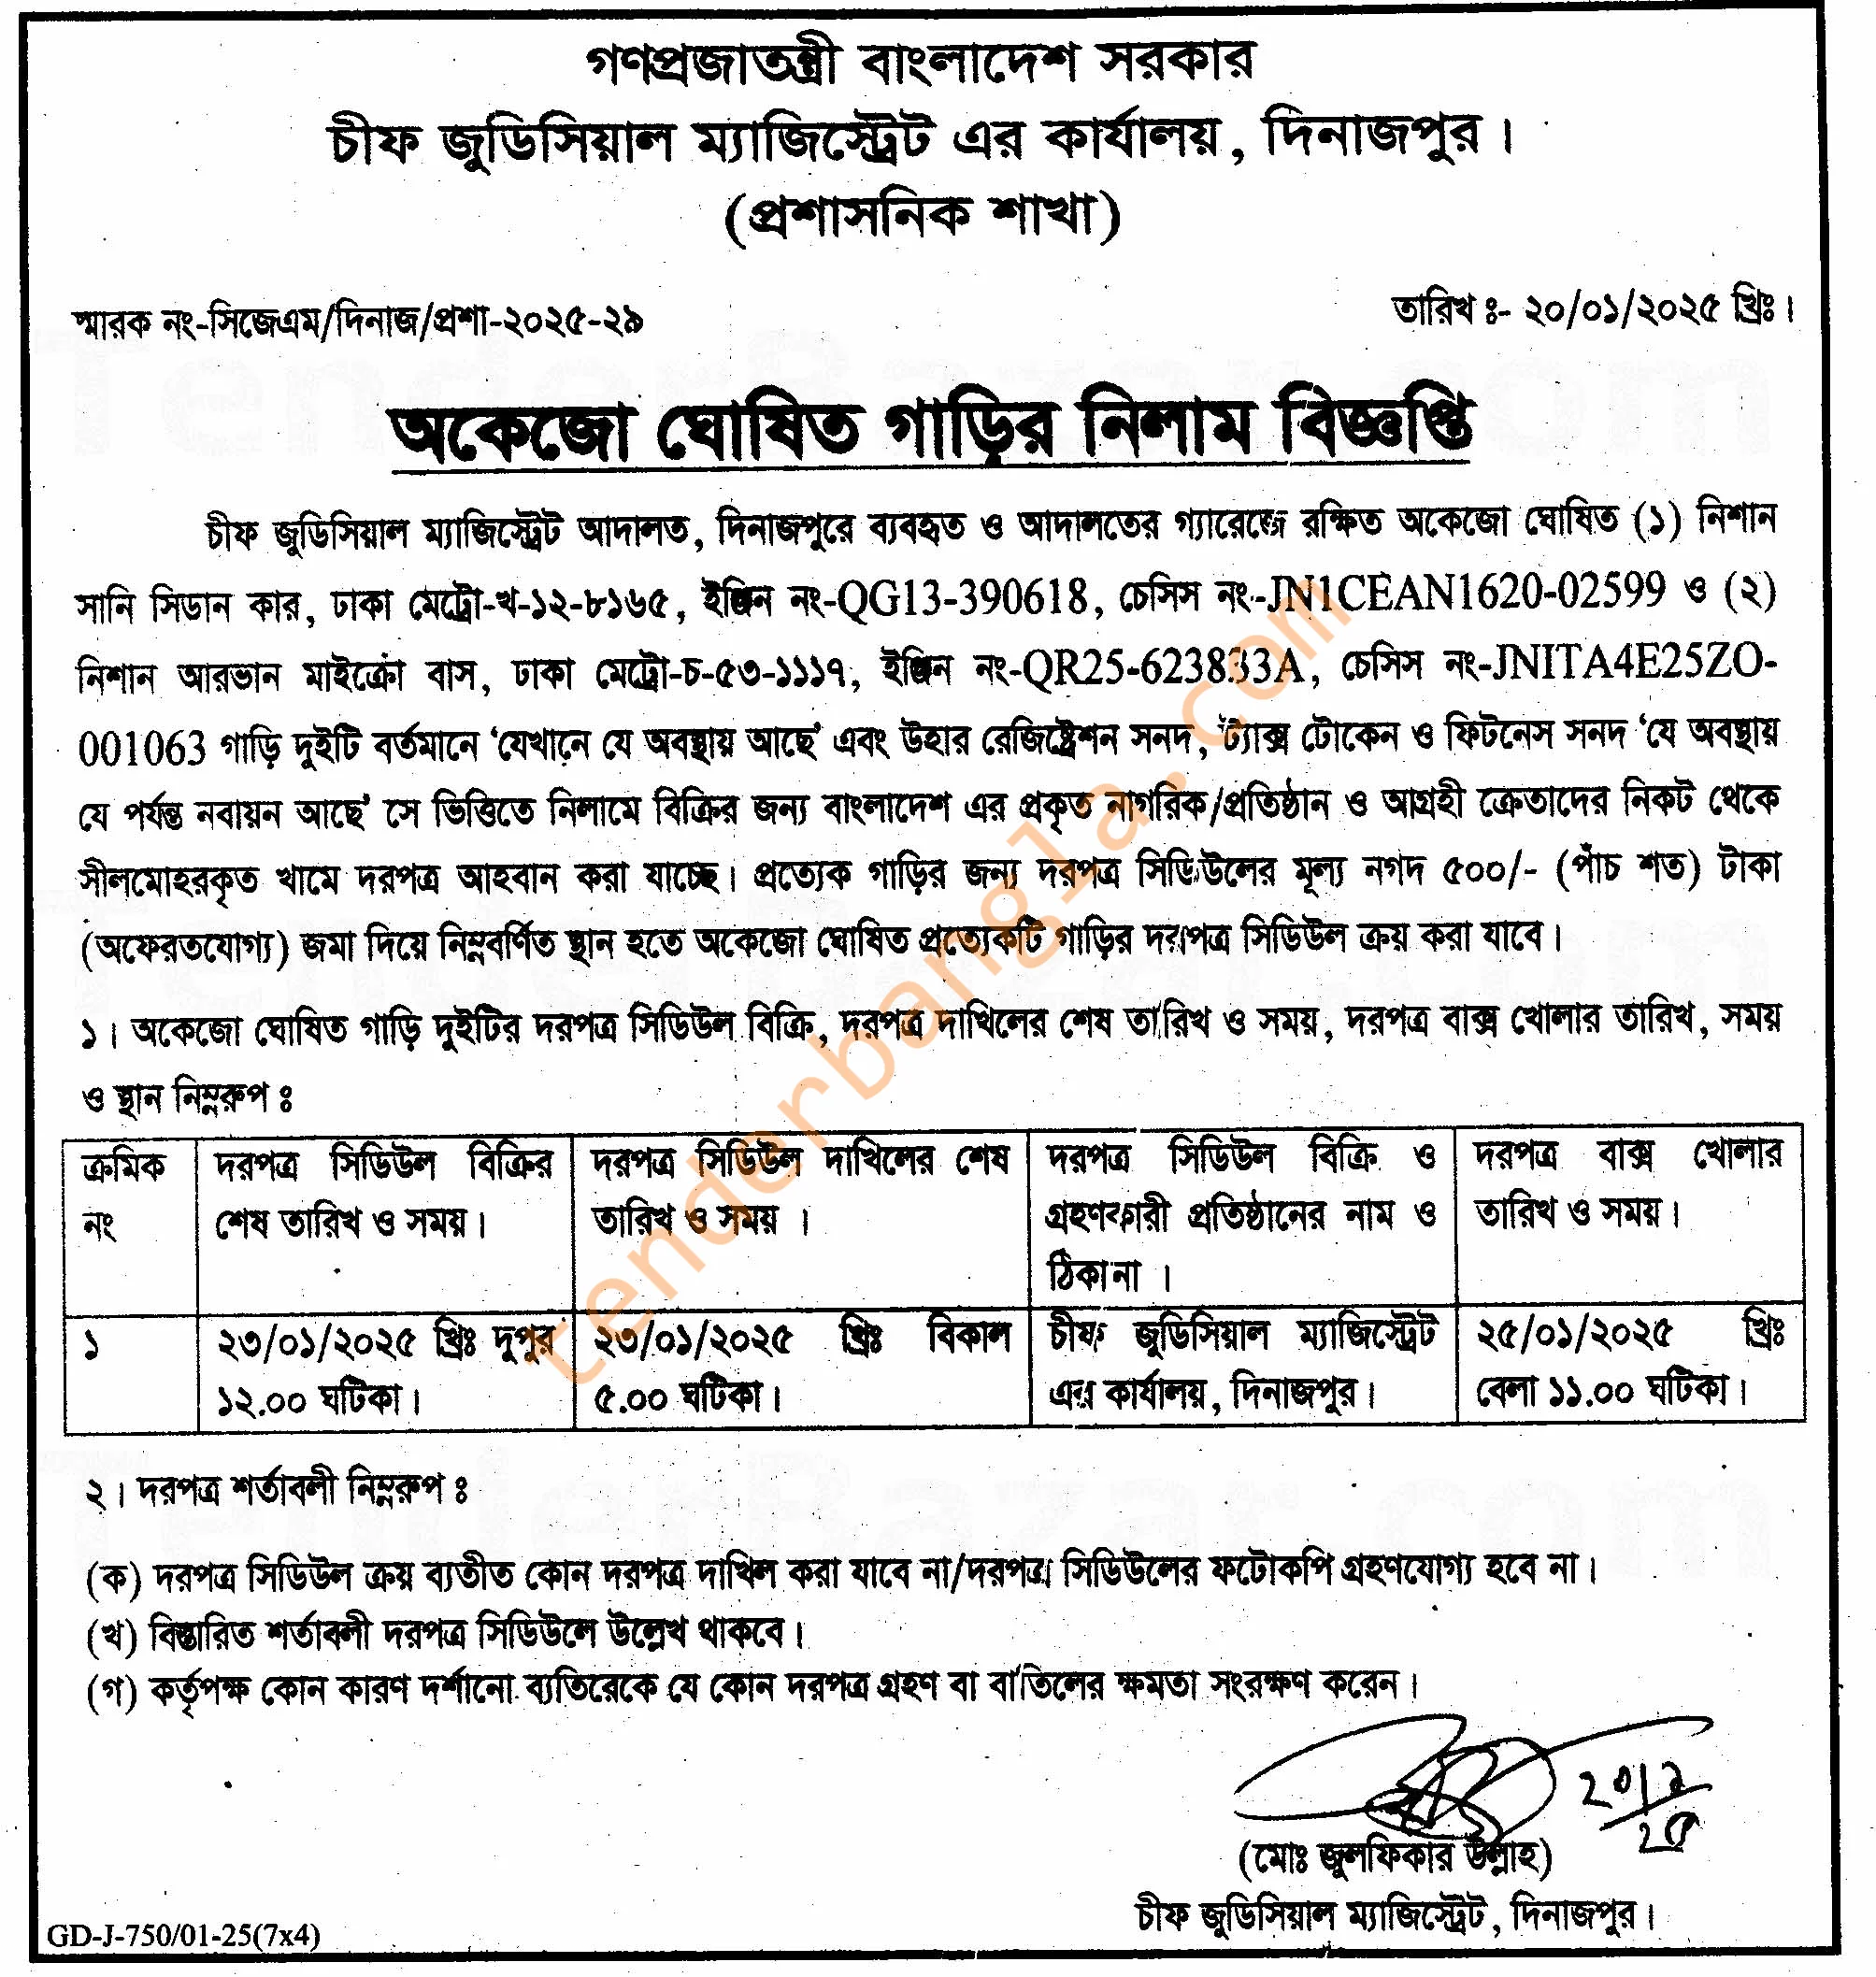 গণপ্রজাতন্ত্রী বাংলাদেশ সরকার
চীফ জুডিসিয়াল ম্যাজিস্ট্রেট এর কার্যালয়, দিনাজপুর।
(প্রশাসনিক শাখা)
স্মারক নং-সিজেএম/দিনাজ/প্রশা-২০২৫-২৯
তারিখ ঃ- ২০/০১/২০২৫ খ্রিঃ।
অকেজো ঘোষিত গাড়ির নিলাম বিজ্ঞপ্তি
চীফ জুডিসিয়াল ম্যাজিস্ট্রেট আদালত, দিনাজপুরে ব্যবহৃত ও আদালতের গ্যারেজে রক্ষিত অকেজো ঘোষিত (১) নিশান
সানি সিডান কার, ঢাকা মেট্রো-খ-১২-৮১৬৫, ইঞ্জিন নং-QG13-390618, চেসিস নং-JN1CEAN1620-02599 ও (২)
নিশান আরভান মাইক্রো বাস, ঢাকা মেট্রো-চ-৫৩-১১১৭, ইঞ্জিন নং-QR25-623833A, চেসিস নং-JNITA4E25ZO-
001063 গাড়ি দুইটি বর্তমানে ‘যেখানে যে অবস্থায় আছে’ এবং উহার রেজিষ্ট্রেশন সনদ, ট্যাক্স টোকেন ও ফিটনেস সনদ ‘যে অবস্থায়
যে পর্যন্ত নবায়ন আছে’ সে ভিত্তিতে নিলামে বিক্রির জন্য বাংলাদেশ এর প্রকৃত নাগরিক/প্রতিষ্ঠান ও আগ্রহী ক্রেতাদের নিকট থেকে
সীলমোহরকৃত খামে দরপত্র আহবান করা যাচ্ছে। প্রত্যেক গাড়ির জন্য দরপত্র সিডিউলের মূল্য নগদ ৫০০/- (পাঁচ শত) টাকা
(অফেরতযোগ্য) জমা দিয়ে নিম্নবর্ণিত স্থান হতে অকেজো ঘোষিত প্রত্যেকটি গাড়ির দরপত্র সিডিউল ক্রয় করা যাবে।
১। অকেজো ঘোষিত গাড়ি দুইটির দরপত্র সিডিউল বিক্রি, দরপত্র দাখিলের শেষ তারিখ ও সময়, দরপত্র বাক্স খোলার তারিখ, সময়
ও স্থান নিম্নরুপ ঃ
ক্রমিক নং
দরপত্র সিডিউল বিক্রির শেষ তারিখ ও সময়।
দরপত্র সিডিউল দাখিলের শেষ তারিখ ও সময় ।
দরপত্র সিডিউল বিক্রি ও গ্রহণকারী প্রতিষ্ঠানের নাম ও ঠিকানা ।
দরপত্র বাক্স খোলার তারিখ ও সময়।
১
২৩/০১/২০২৫ খ্রিঃ দুপুর ১২.০০ ঘটিকা।
২৩/০১/২০২৫ খ্রিঃ বিকাল ৫.০০ ঘটিকা।
চীফ জুডিসিয়াল ম্যাজিস্ট্রেট এর কার্যালয়, দিনাজপুর।
২৫/০১/২০২৫ খ্রিঃ বেলা ১১.০০ ঘটিকা।
২। দরপত্র শর্তাবলী নিম্নরুপ ঃ
(ক) দরপত্র সিডিউল ক্রয় ব্যতীত কোন দরপত্র দাখিল করা যাবে না/দরপত্র সিডিউলের ফটোকপি গ্রহণযোগ্য হবে না।
(খ) বিস্তারিত শর্তাবলী দরপত্র সিডিউলে উল্লেখ থাকবে।
(গ) কর্তৃপক্ষ কোন কারণ দর্শানো ব্যতিরেকে যে কোন দরপত্র গ্রহণ বা বাতিলের ক্ষমতা সংরক্ষণ করেন।
(মোঃ জুলফিকার উল্লাহ)
চীফ জুডিসিয়াল ম্যাজিস্ট্রেট, দিনাজপুর।
GD-J-750/01-25(7x4)
tenderbangla.com